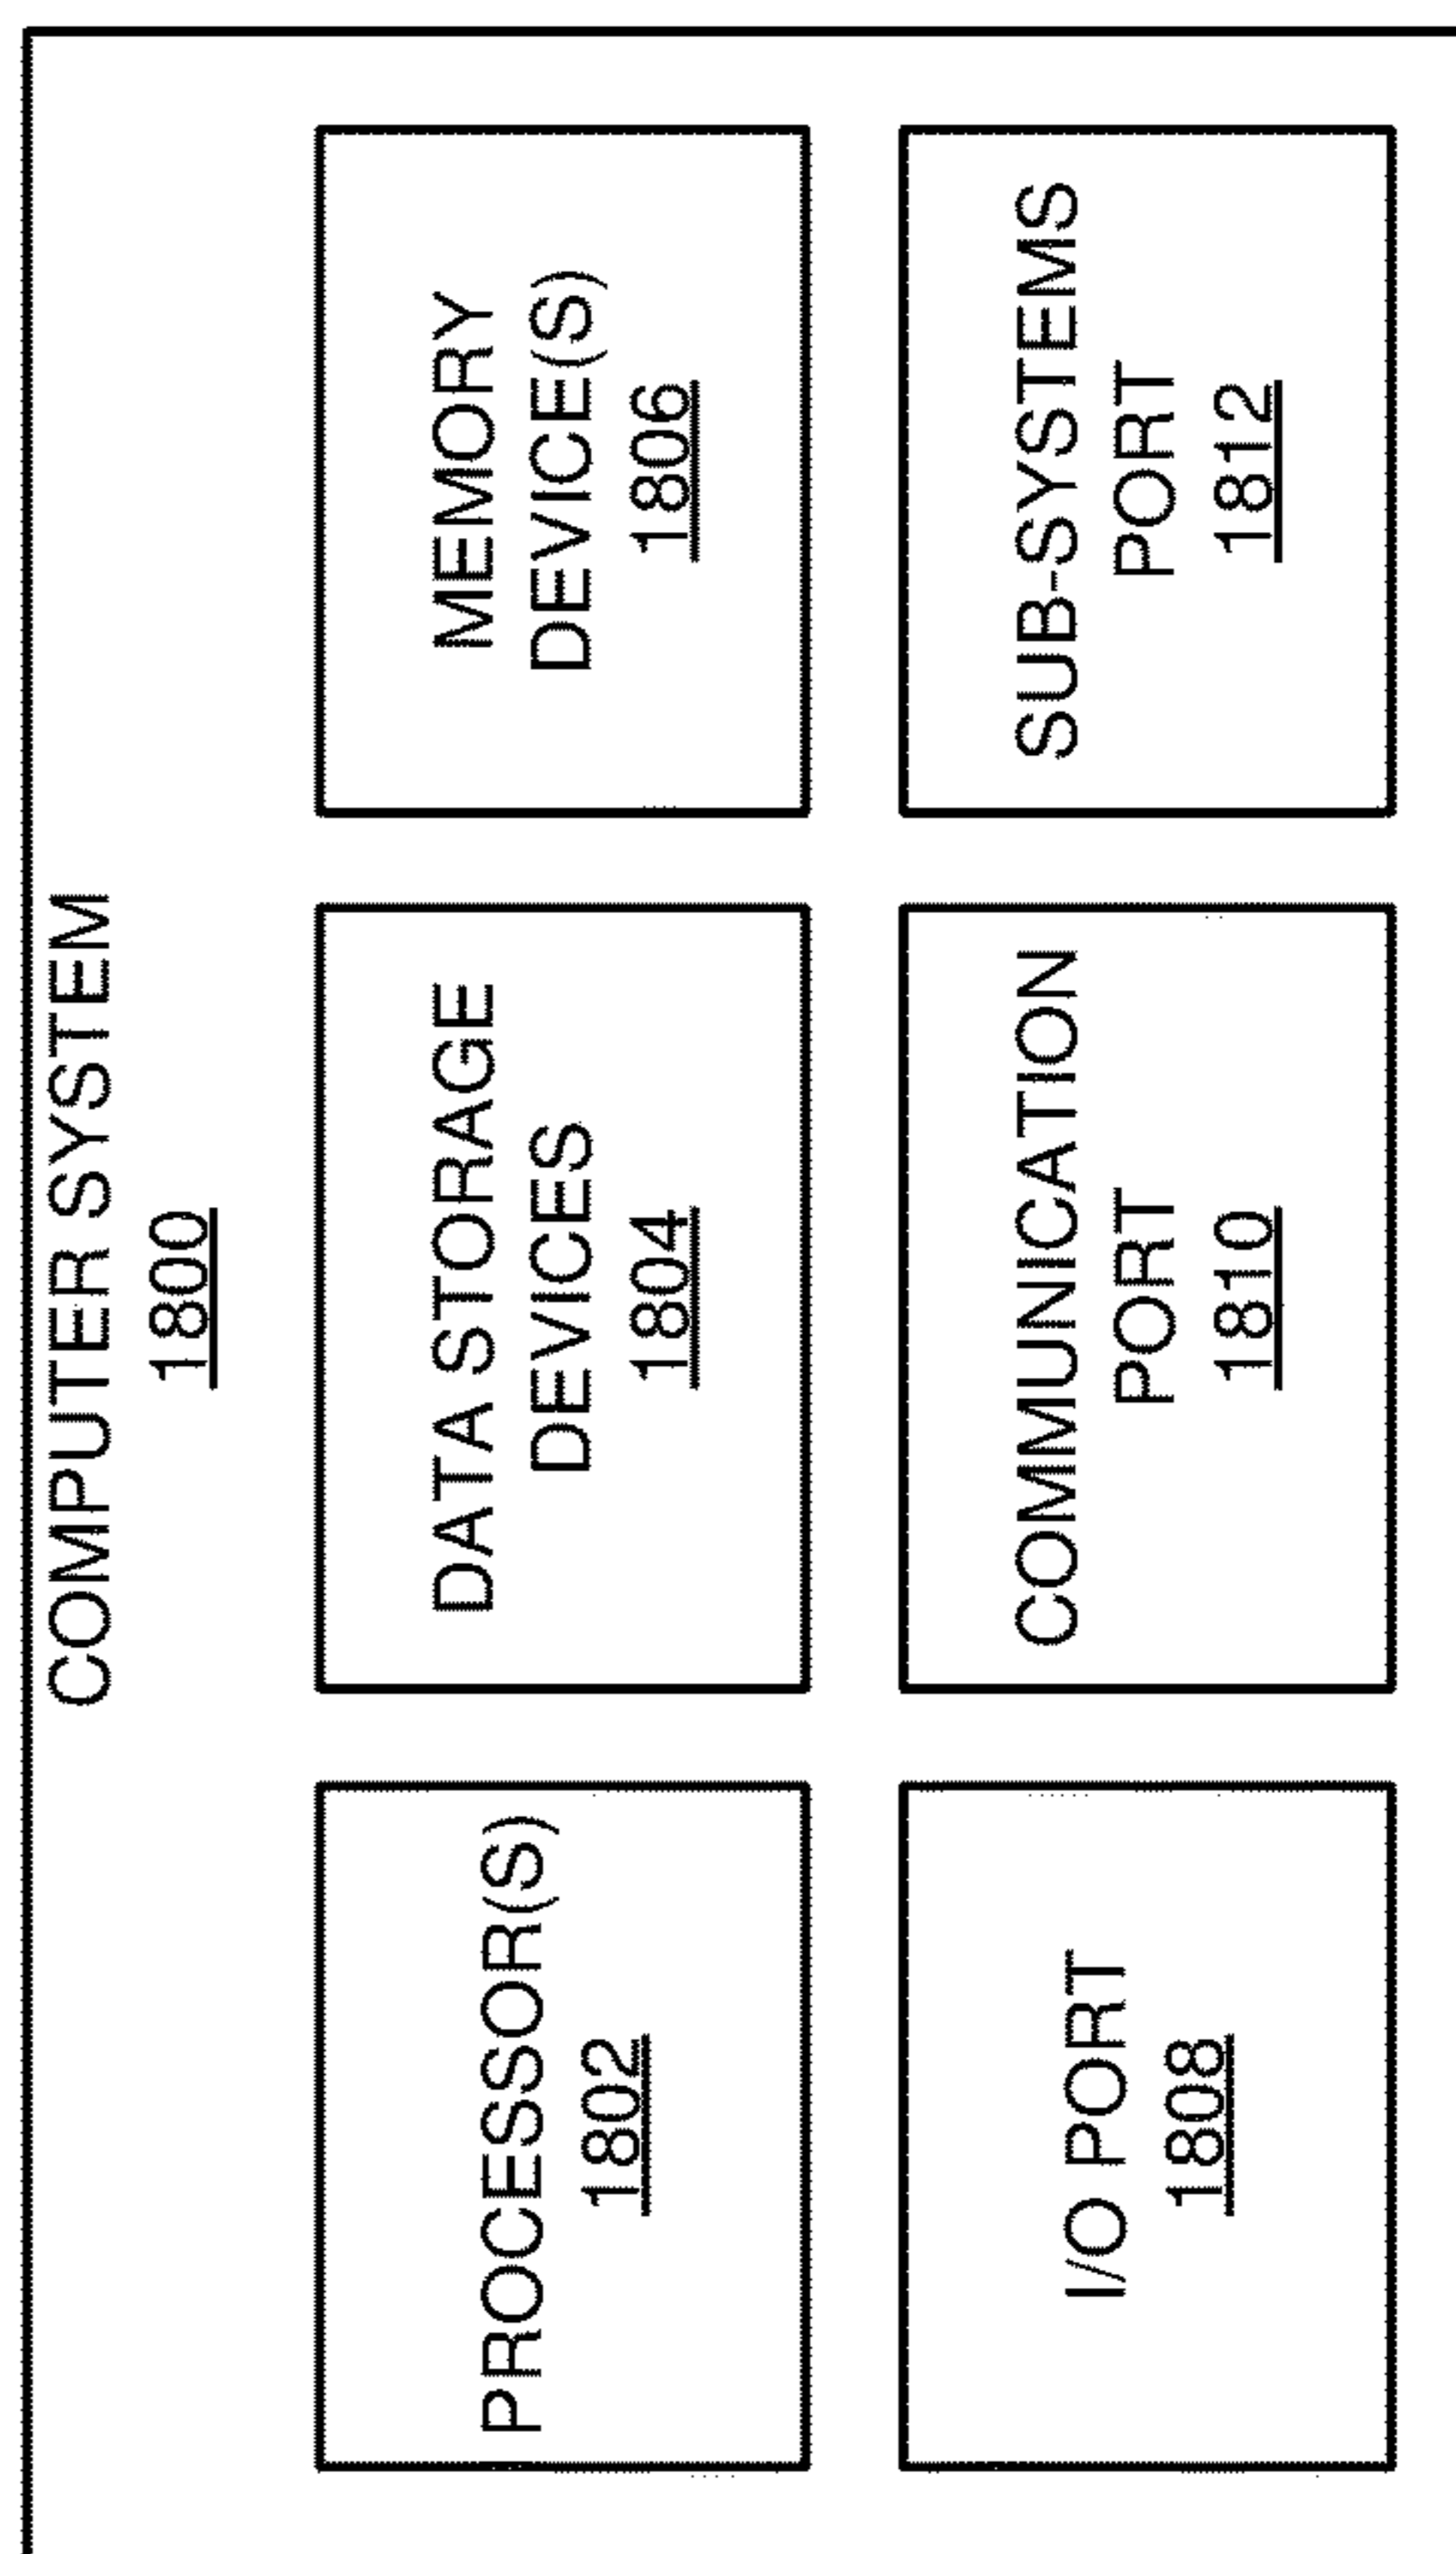 COMPUTER SYSTEM
1800
PROCESSOR(S)
1802
DATA STORAGE
DEVICES
1804
MEMORY
DEVICE(S)
1806
I/O PORT
1808
COMMUNICATION
PORT
1810
SUB-SYSTEMS
PORT
1812